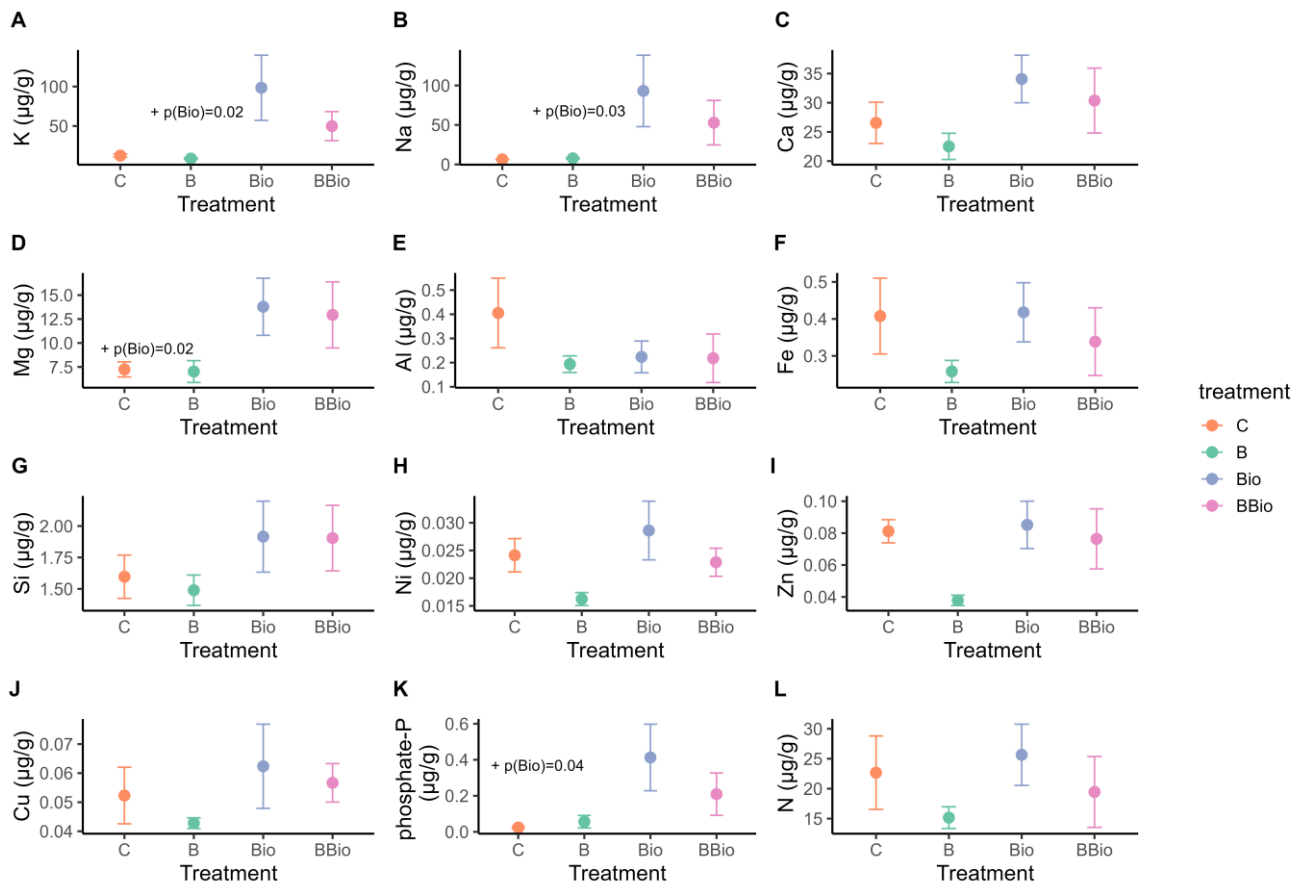 A
K (µg/g)
100
50
+ p(Bio)=0.02
C B Bio BBio
Treatment
B
Na (µg/g)
100
50
0
+ p(Bio)=0.03
C B Bio BBio
Treatment
C
Ca (µg/g)
35
30
25
20
C B Bio BBio
Treatment
D
Mg (µg/g)
15.0
12.5
10.0
7.5
+ p(Bio)=0.02
C B Bio BBio
Treatment
E
Al (µg/g)
0.5
0.4
0.3
0.2
0.1
C B Bio BBio
Treatment
F
Fe (µg/g)
0.5
0.4
0.3
C B Bio BBio
Treatment
G
Si (µg/g)
2.00
1.75
1.50
C B Bio BBio
Treatment
H
Ni (µg/g)
0.030
0.025
0.020
0.015
C B Bio BBio
Treatment
I
Zn (µg/g)
0.10
0.08
0.06
0.04
C B Bio BBio
Treatment
J
Cu (µg/g)
0.07
0.06
0.05
0.04
C B Bio BBio
Treatment
K
phosphate-P
(µg/g)
0.6
0.4
0.2
0.0
+ p(Bio)=0.04
C B Bio BBio
Treatment
L
N (µg/g)
30
25
20
15
C B Bio BBio
Treatment
treatment
C
B
Bio
BBio